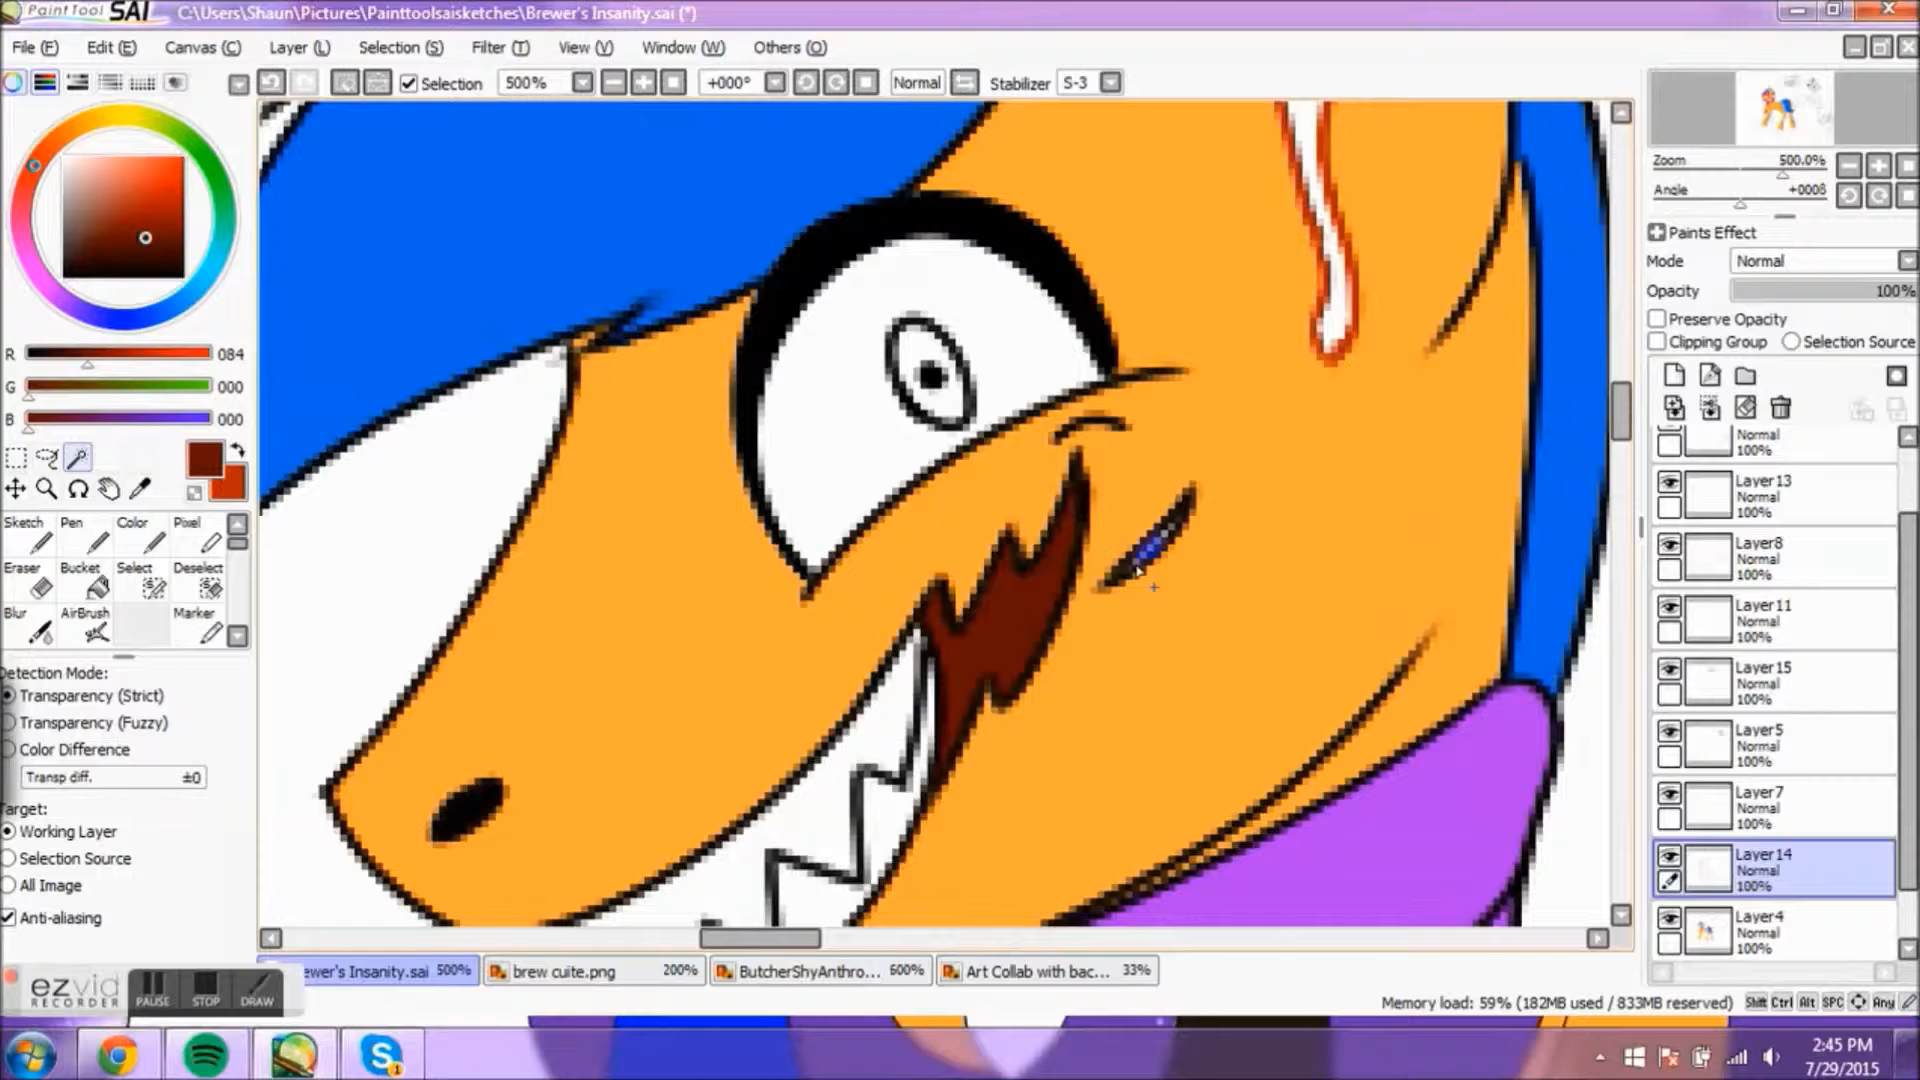 PaintTool SAI C:\Users\Shaun\Pictures\Painttoolsaisketches\Brewer's Insanity.sai (*)
File (F) Edit (E) Canvas (C) Layer (L) Selection (S) Filter (T) View (V) Window (W) Others (O)
Selection 500% +000° Normal Stabilizer S-3
Zoom 500.0%
Angle +000§
Paints Effect
Mode Normal
Opacity 100%
Preserve Opacity
Clipping Group Selection Source
R 084
G 000
B 000
Sketch Pen Color Pixel
Eraser Bucket Select Deselect
Blur AirBrush Marker
Detection Mode:
Transparency (Strict)
Transparency (Fuzzy)
Color Difference
Transp diff. ±0
Target:
Working Layer
Selection Source
All Image
Anti-aliasing
Normal
100%
Layer13
Normal
100%
Layer8
Normal
100%
Layer11
Normal
100%
Layer15
Normal
100%
Layer5
Normal
100%
Layer7
Normal
100%
Layer14
Normal
100%
Layer4
Normal
100%
ewer's Insanity.sai 500% brew cuite.png 200% ButcherShyAnthro... 600% Art Collab with bac... 33%
ezvid
RECORDER
PAUSE STOP DRAW
Memory load: 59% (182MB used / 833MB reserved) Shift Ctrl Alt SPC Any
S 1
2:45 PM
7/29/2015